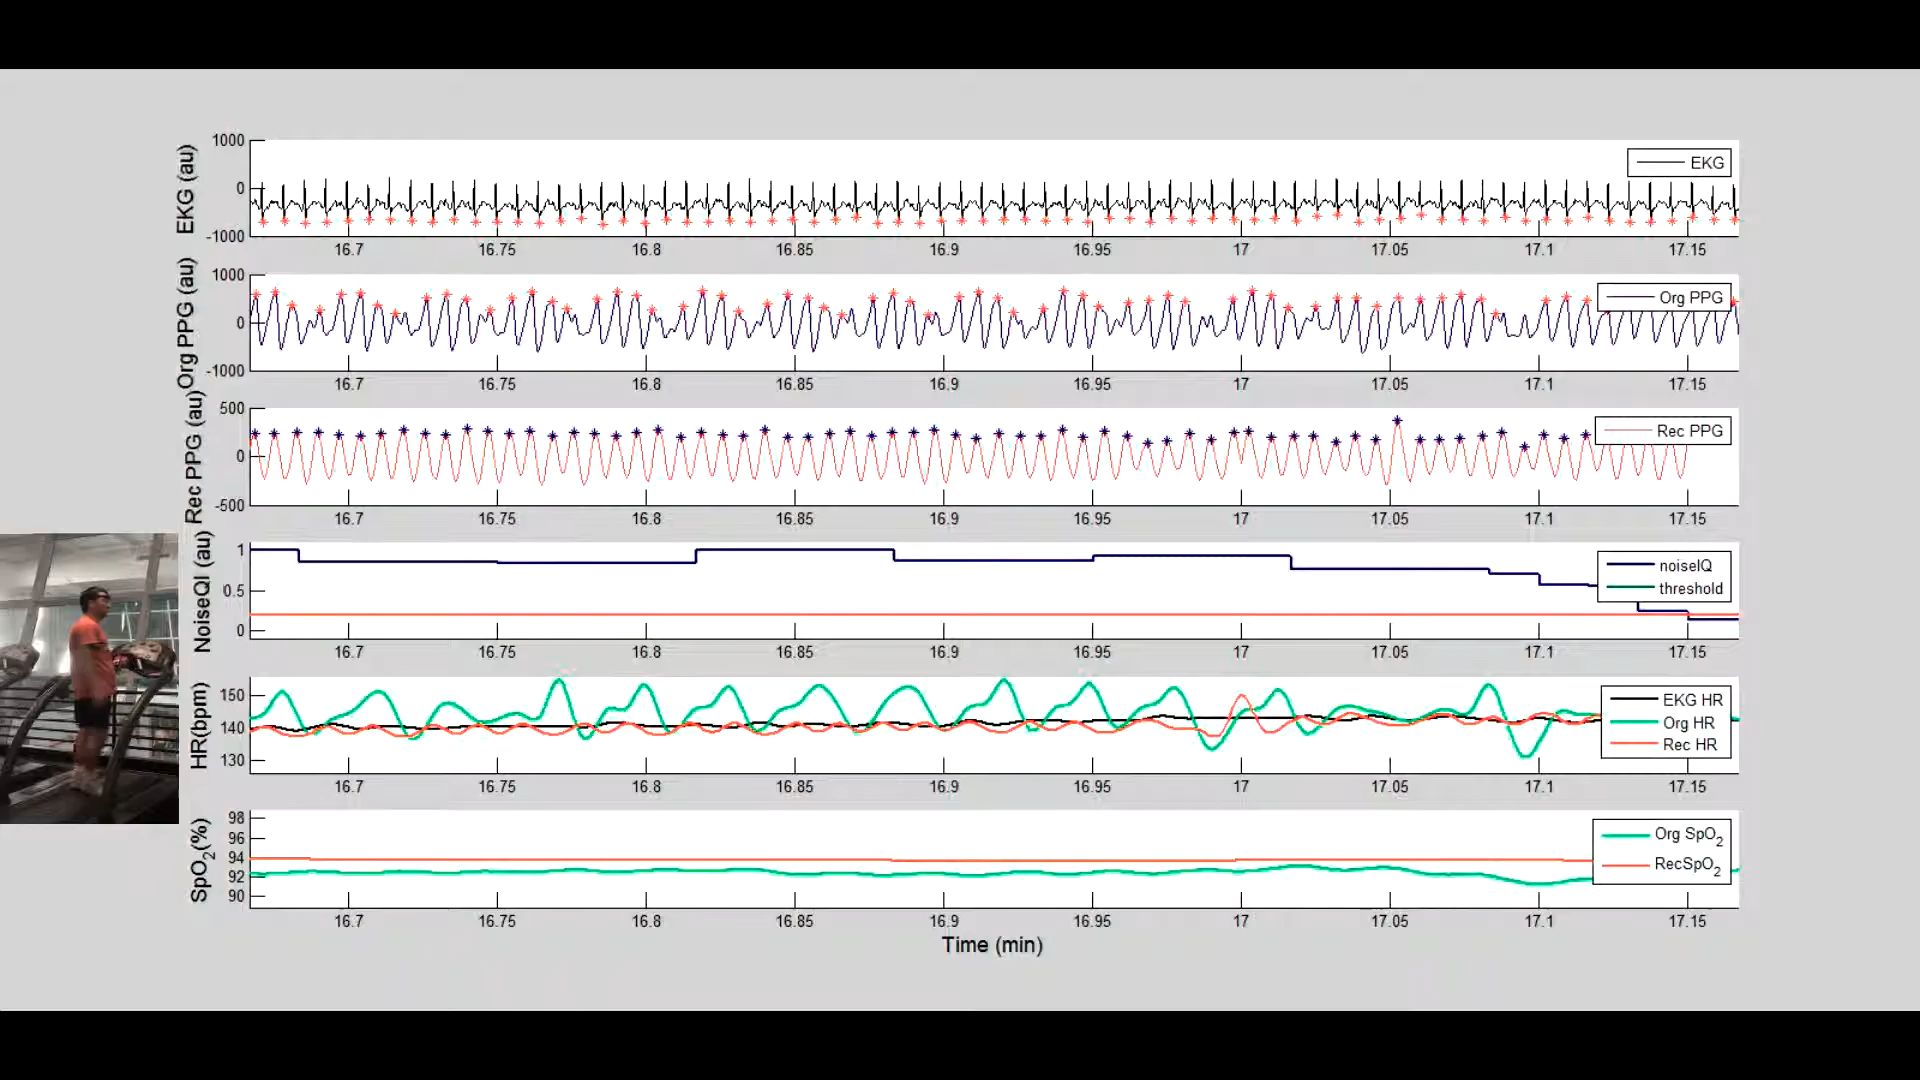 EKG (au)
1000
0
-1000
EKG
16.7 16.75 16.8 16.85 16.9 16.95 17 17.05 17.1 17.15
Org PPG (au)
1000
0
-1000
Org PPG
16.7 16.75 16.8 16.85 16.9 16.95 17 17.05 17.1 17.15
Rec PPG (au)
500
0
-500
Rec PPG
16.7 16.75 16.8 16.85 16.9 16.95 17 17.05 17.1 17.15
NoiseQI (au)
1
0.5
0
noiseIQ
threshold
16.7 16.75 16.8 16.85 16.9 16.95 17 17.05 17.1 17.15
HR(bpm)
150
140
130
EKG HR
Org HR
Rec HR
16.7 16.75 16.8 16.85 16.9 16.95 17 17.05 17.1 17.15
SpO2(%)
98
96
94
92
90
Org SpO2
RecSpO2
16.7 16.75 16.8 16.85 16.9 16.95 17 17.05 17.1 17.15
Time (min)